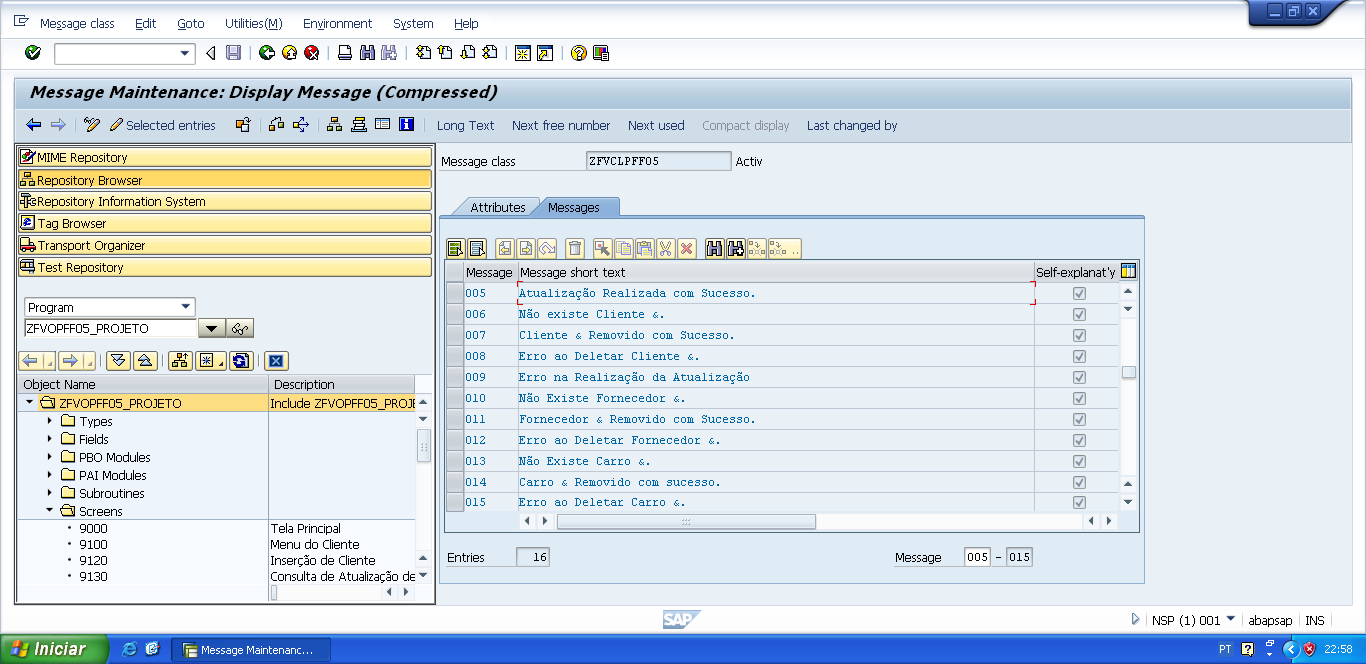 Message class Edit Goto Utilities(M) Environment System Help
Message Maintenance: Display Message (Compressed)
Selected entries Long Text Next free number Next used Compact display Last changed by
MIME Repository
Repository Browser
Repository Information System
Tag Browser
Transport Organizer
Test Repository
Program
ZFVOPFF05_PROJETO
Object Name Description
ZFVOPFF05_PROJETO Include ZFVOPFF05_PROJE
Types
Fields
PBO Modules
PAI Modules
Subroutines
Screens
9000 Tela Principal
9100 Menu do Cliente
9120 Inserção de Cliente
9130 Consulta de Atualização de
Message class ZFVCLPFF05 Activ
Attributes Messages
Message Message short text Self-explanat'y
005 Atualização Realizada com Sucesso.
006 Não existe Cliente &.
007 Cliente & Removido com Sucesso.
008 Erro ao Deletar Cliente &.
009 Erro na Realização da Atualização
010 Não Existe Fornecedor &.
011 Fornecedor & Removido com Sucesso.
012 Erro ao Deletar Fornecedor &.
013 Não Existe Carro &.
014 Carro & Removido com sucesso.
015 Erro ao Deletar Carro &.
Entries 16 Message 005 - 015
SAP
NSP (1) 001 abapsap INS
Iniciar Message Maintenanc... PT 22:58